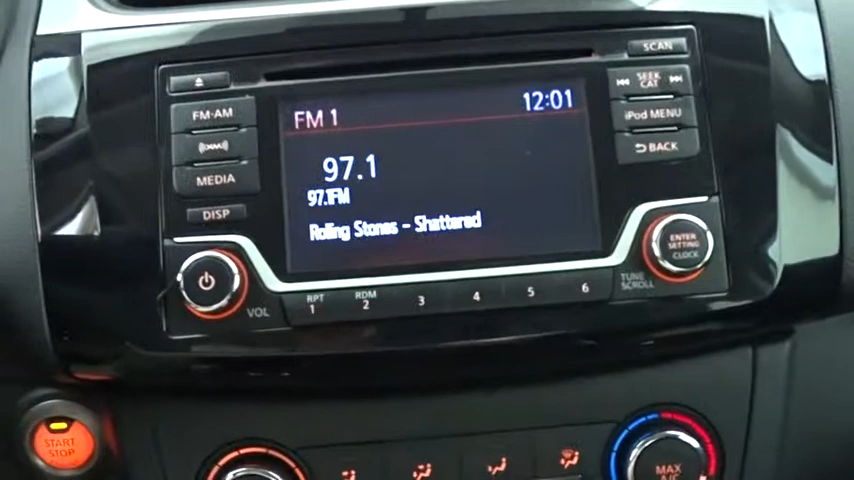 SCAN
FM 1 12:01
FM·AM
SEEK
CAT
iPod MENU
BACK
MEDIA
DISP
97.1
97.1FM
Rolling Stones - Shattered
ENTER
SETTING
CLOCK
VOL
RPT
1
RDM
2
3
4
5
6
TUNE
SCROLL
START
STOP
MAX
A/C